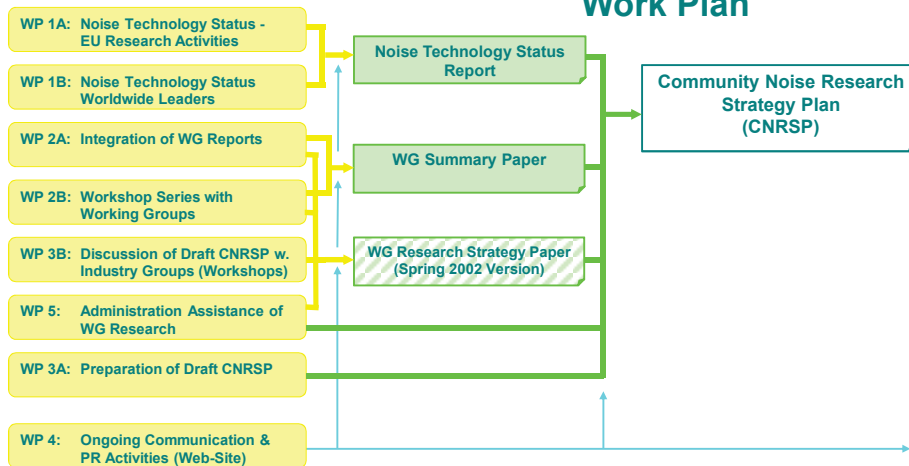 Work Plan
WP 1A: Noise Technology Status -
EU Research Activities
WP 1B: Noise Technology Status
Worldwide Leaders
WP 2A: Integration of WG Reports
WP 2B: Workshop Series with
Working Groups
WP 3B: Discussion of Draft CNRSP w.
Industry Groups (Workshops)
WP 5: Administration Assistance of
WG Research
WP 3A: Preparation of Draft CNRSP
WP 4: Ongoing Communication &
PR Activities (Web-Site)
Noise Technology Status
Report
WG Summary Paper
WG Research Strategy Paper
(Spring 2002 Version)
Community Noise Research
Strategy Plan
(CNRSP)